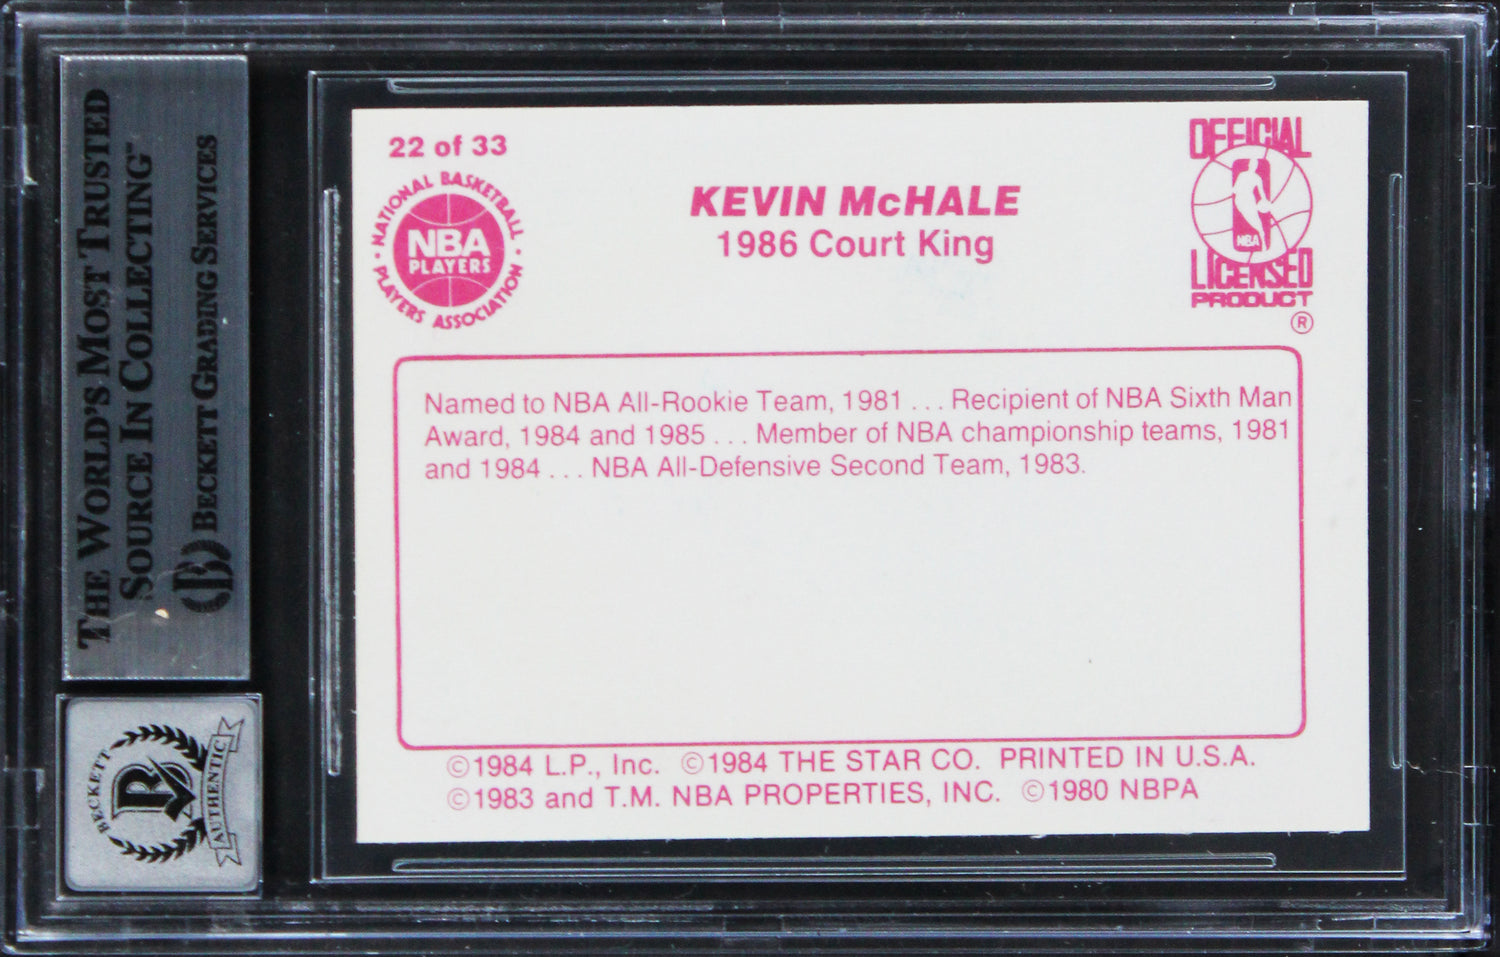 THE WORLD'S MOST TRUSTED
SOURCE IN COLLECTING™
BECKETT GRADING SERVICES
BECKETT
B
AUTHENTIC
22 of 33
NATIONAL BASKETBALL
NBA
PLAYERS
PLAYERS ASSOCIATION
KEVIN McHALE
1986 Court King
OFFICIAL
NBA
LICENSED
PRODUCT
®
Named to NBA All-Rookie Team, 1981 . . . Recipient of NBA Sixth Man
Award, 1984 and 1985 . . . Member of NBA championship teams, 1981
and 1984 . . . NBA All-Defensive Second Team, 1983.
©1984 L.P., Inc. ©1984 THE STAR CO. PRINTED IN U.S.A.
©1983 and T.M. NBA PROPERTIES, INC. ©1980 NBPA